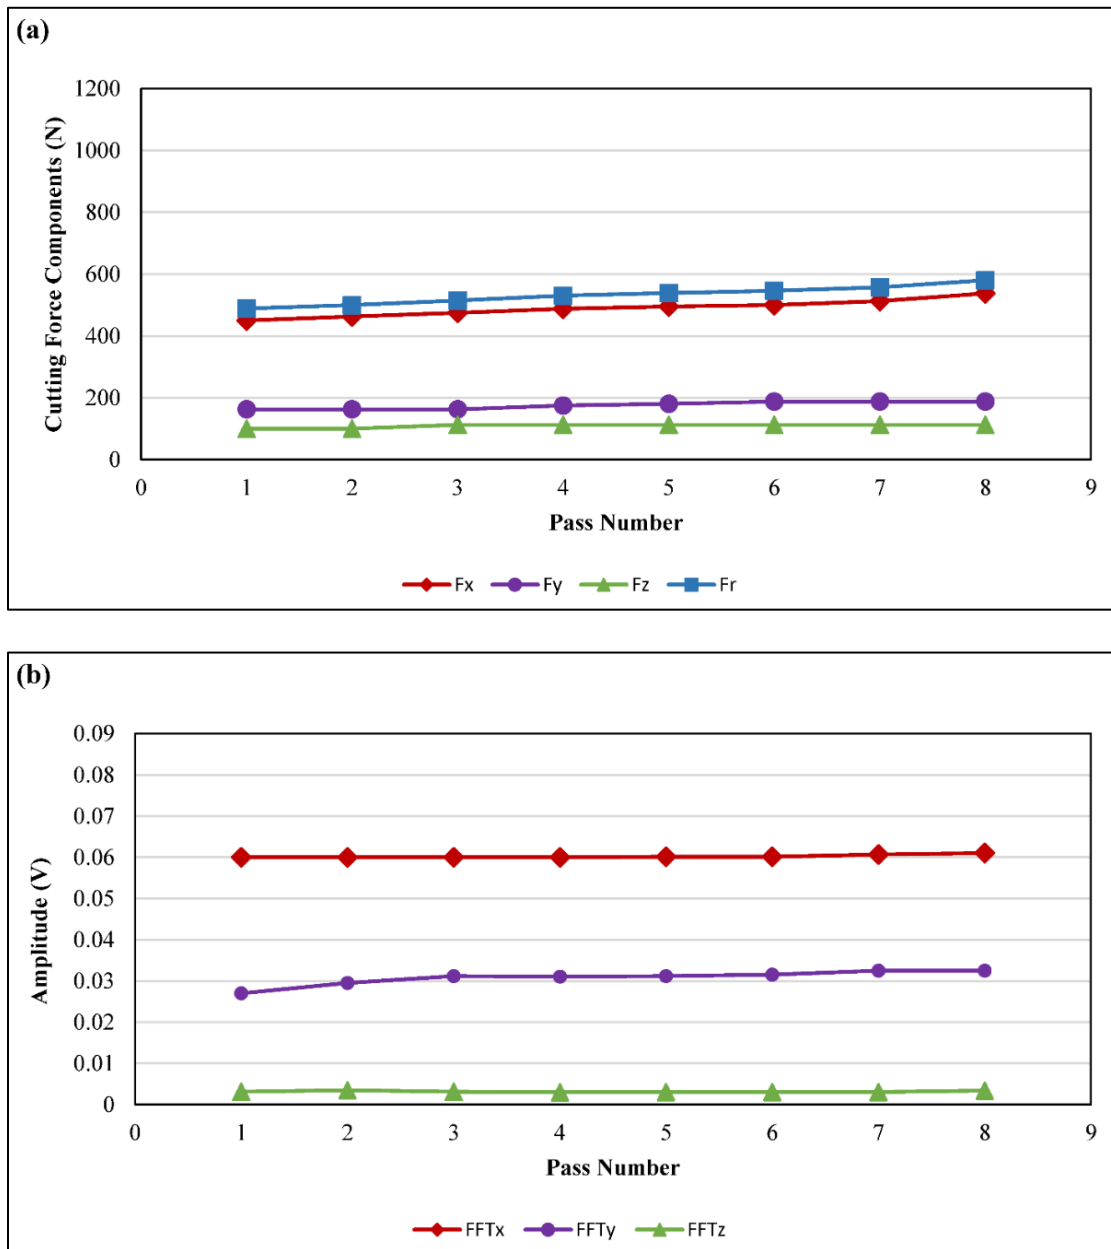 (a)
Cutting Force Components (N)
1200
1000
800
600
400
200
0
0 1 2 3 4 5 6 7 8 9
Pass Number
Fx Fy Fz Fr
(b)
Amplitude (V)
0.09
0.08
0.07
0.06
0.05
0.04
0.03
0.02
0.01
0
0 1 2 3 4 5 6 7 8 9
Pass Number
FFTx FFTy FFTz